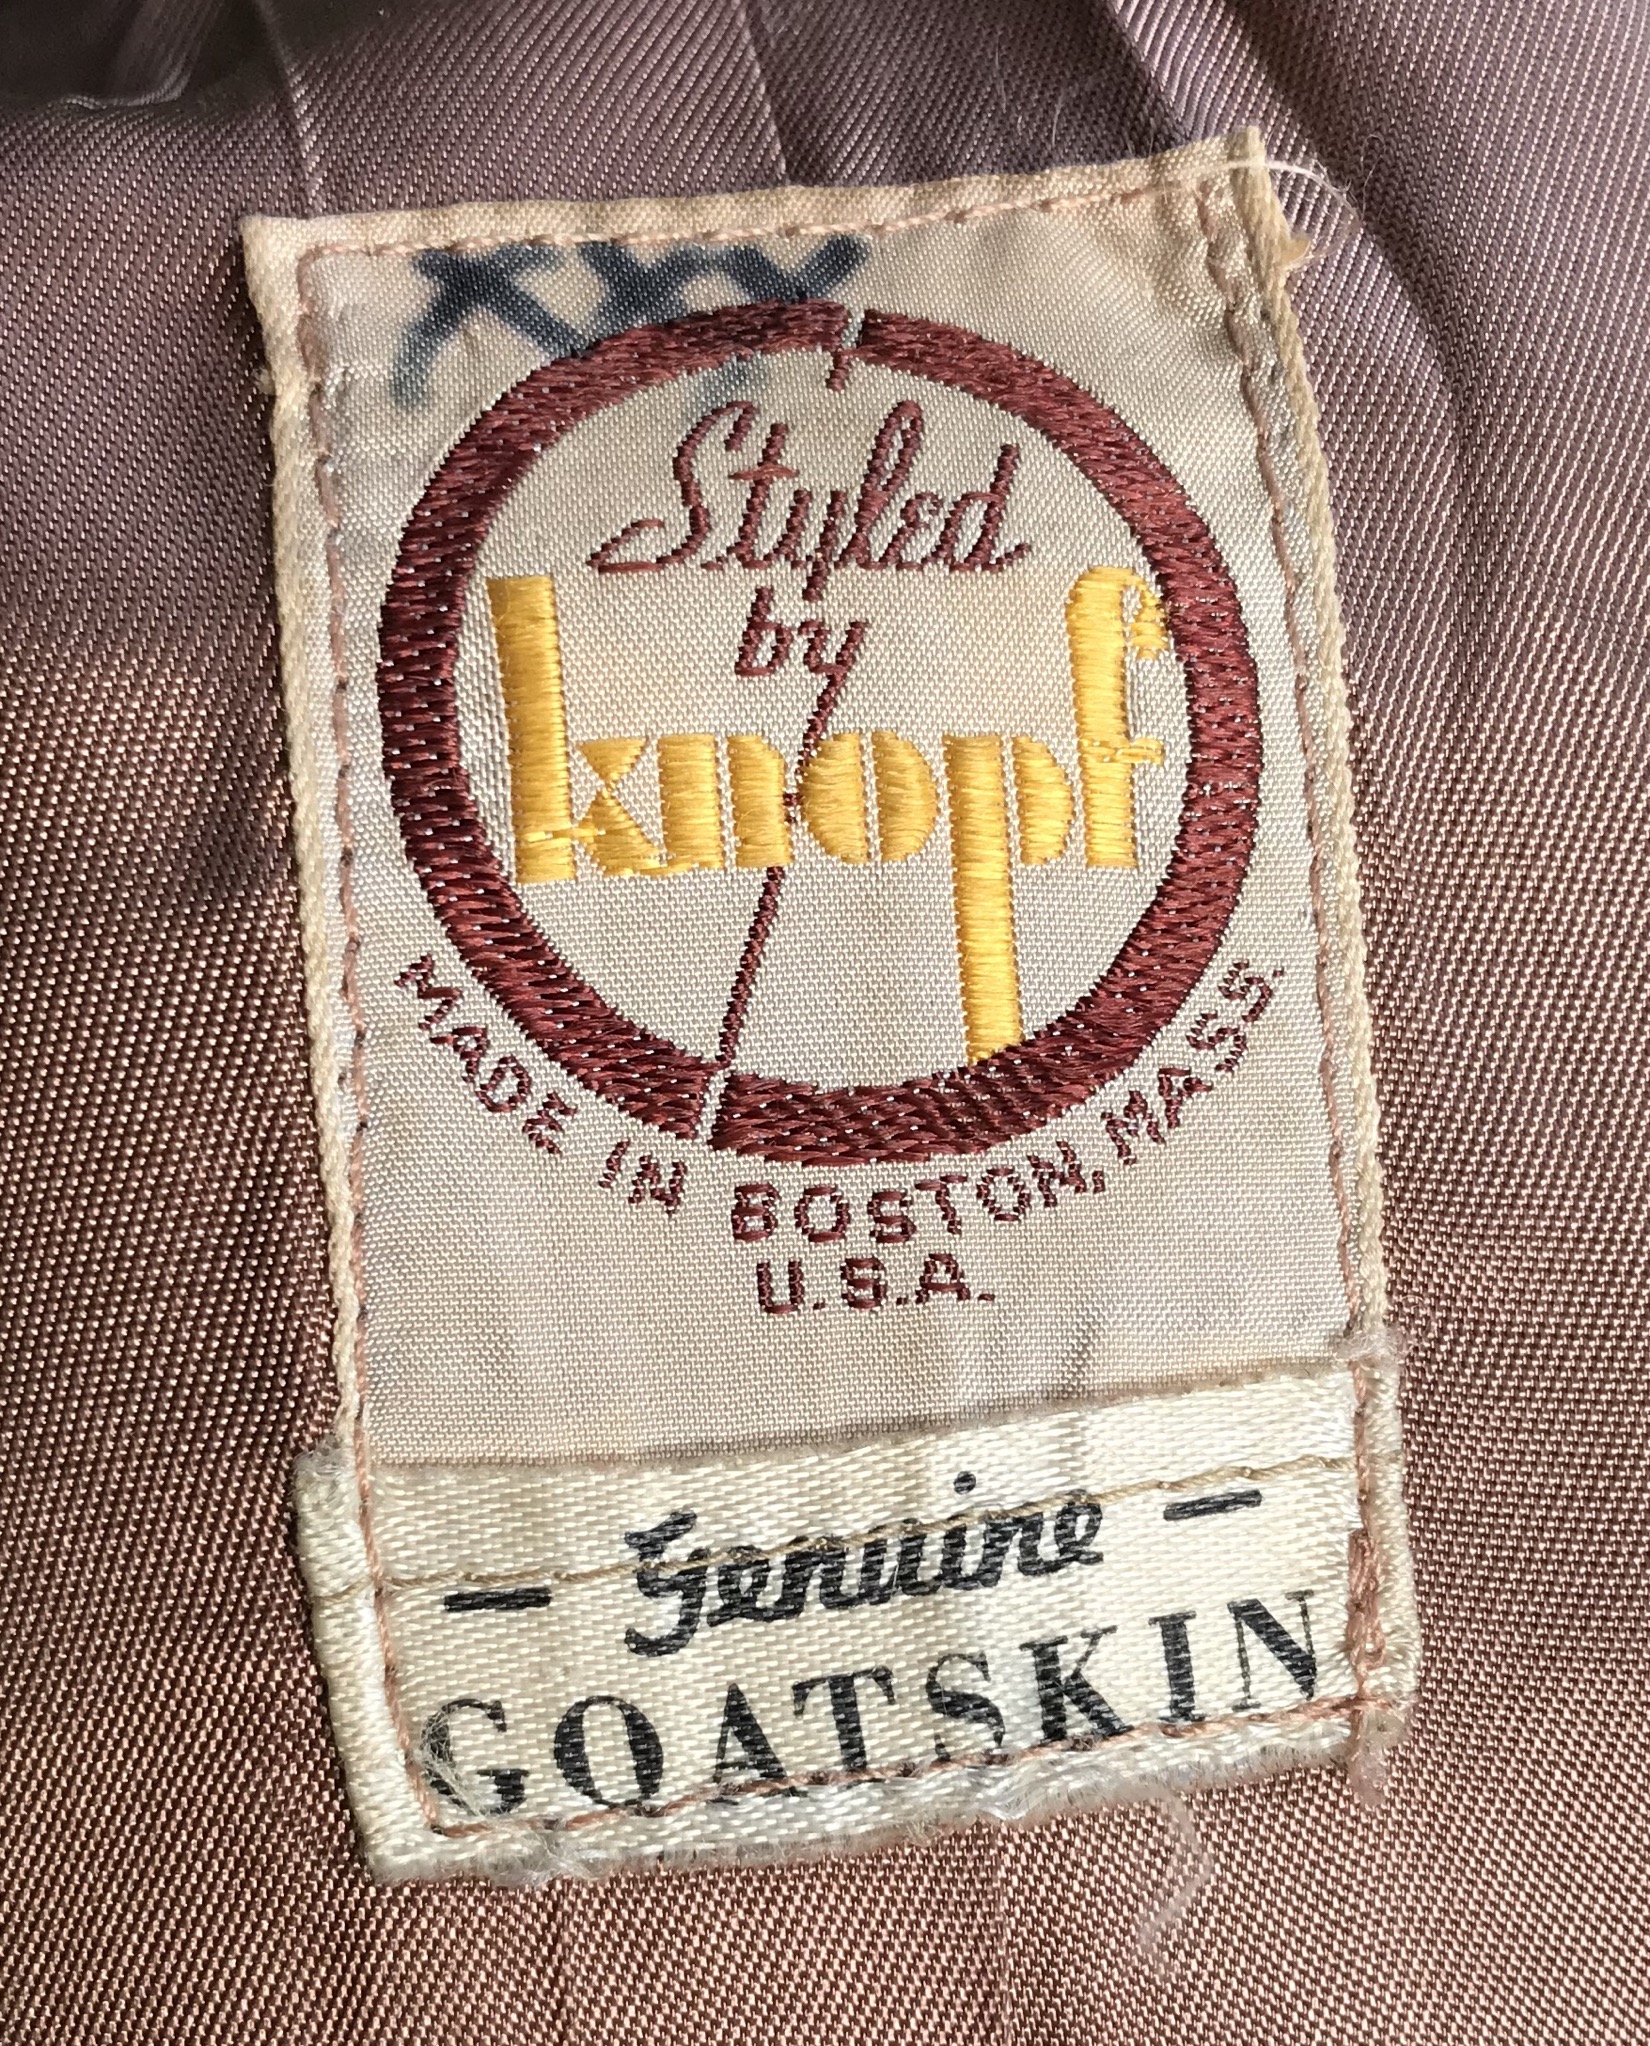 XXX
Styled
by
knopf
MADE IN BOSTON, MASS.
U.S.A.
- Genuine -
GOATSKIN